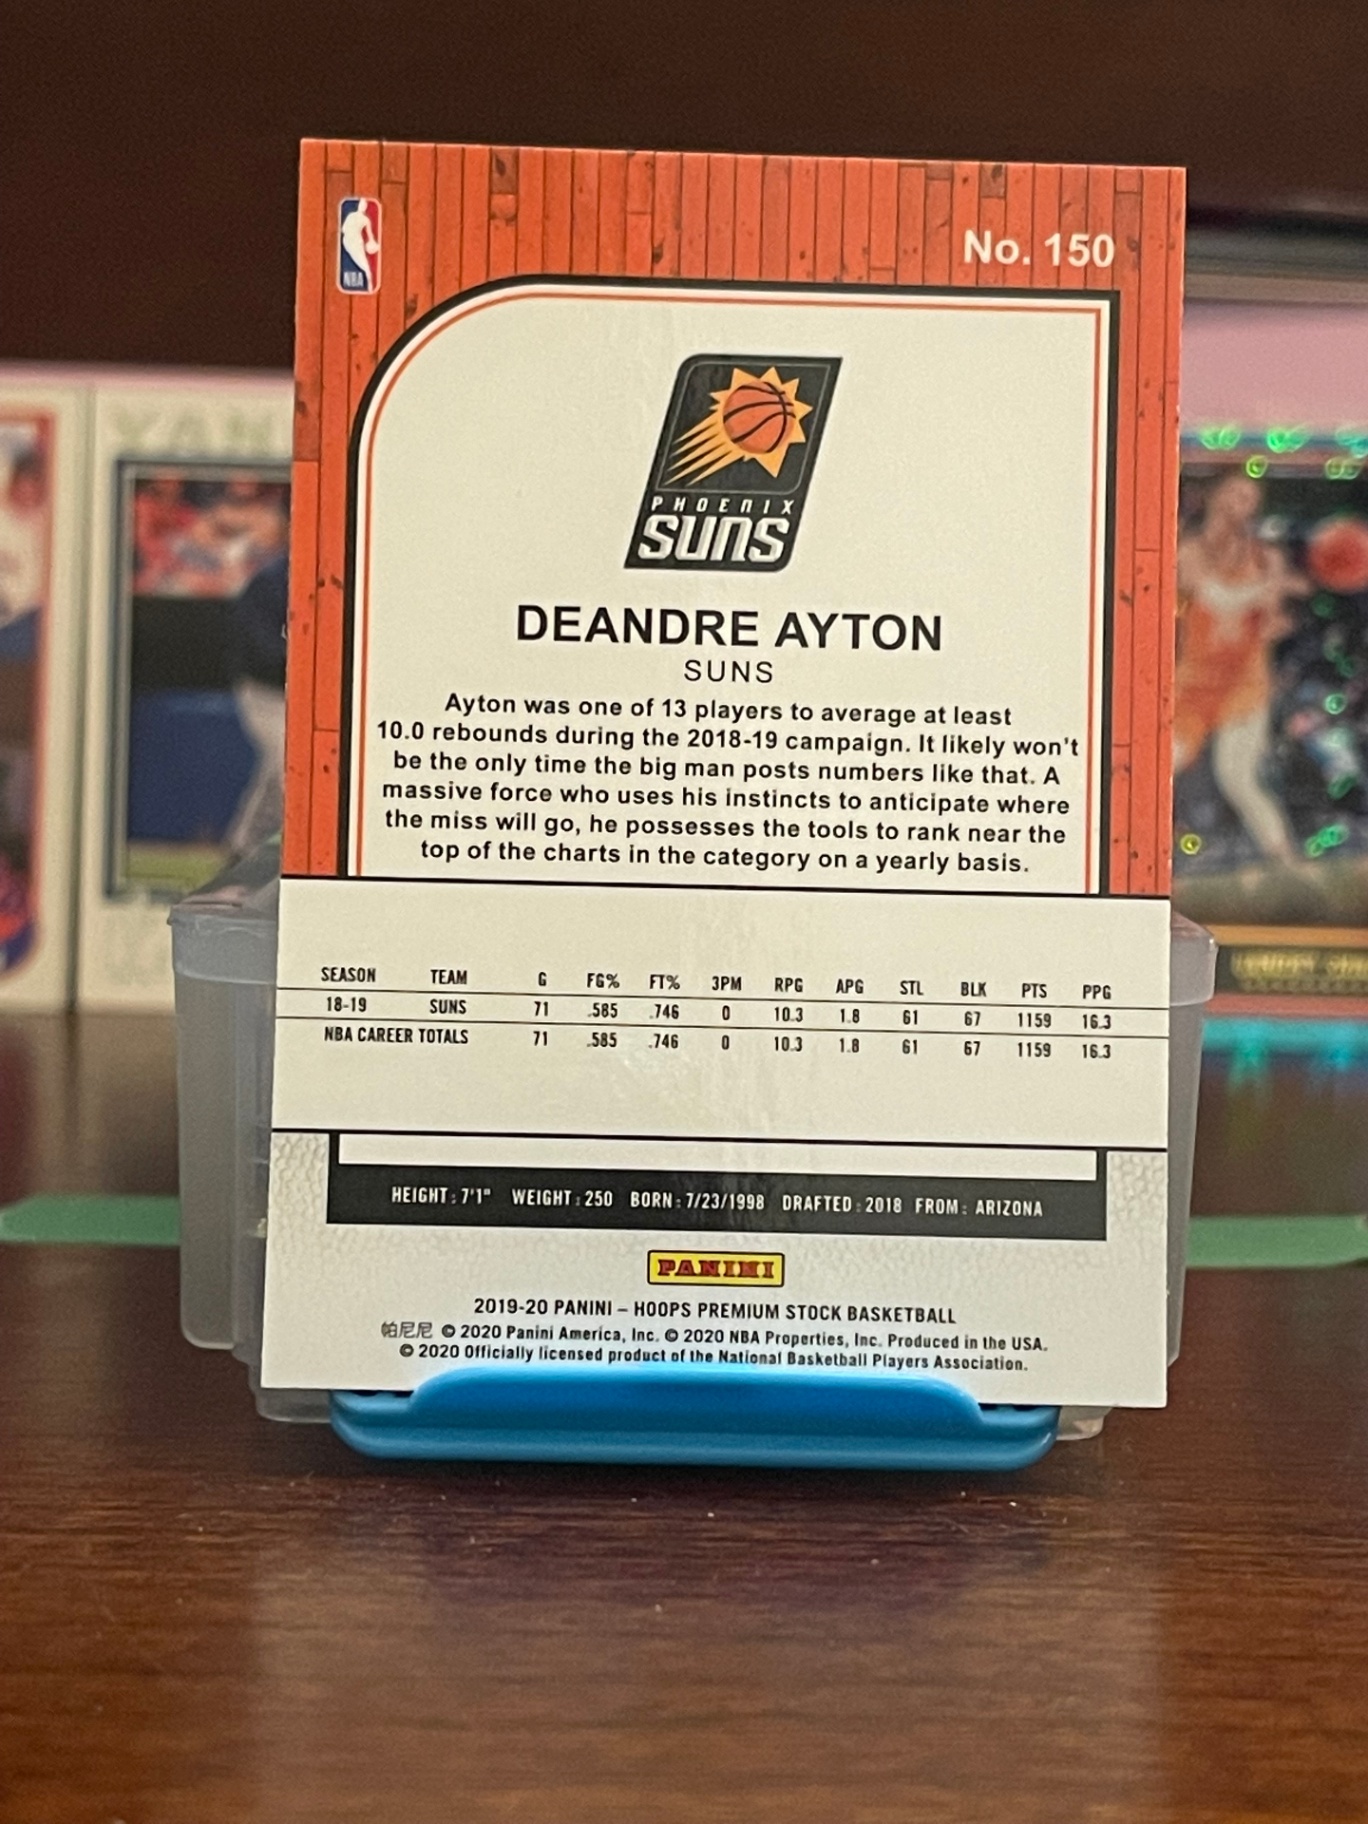 NBA
No. 150
PHOENIX
SUNS
DEANDRE AYTON
SUNS
Ayton was one of 13 players to average at least
10.0 rebounds during the 2018-19 campaign. It likely won't
be the only time the big man posts numbers like that. A
massive force who uses his instincts to anticipate where
the miss will go, he possesses the tools to rank near the
top of the charts in the category on a yearly basis.
SEASON TEAM G FG% FT% 3PM RPG APG STL BLK PTS PPG
18-19 SUNS 71 .585 .746 0 10.3 1.8 61 67 1159 16.3
NBA CAREER TOTALS 71 .585 .746 0 10.3 1.8 61 67 1159 16.3
HEIGHT: 7'1" WEIGHT: 250 BORN: 7/23/1998 DRAFTED: 2018 FROM: ARIZONA
PANINI
2019-20 PANINI – HOOPS PREMIUM STOCK BASKETBALL
帕尼尼 © 2020 Panini America, Inc. © 2020 NBA Properties, Inc. Produced in the USA.
© 2020 Officially licensed product of the National Basketball Players Association.